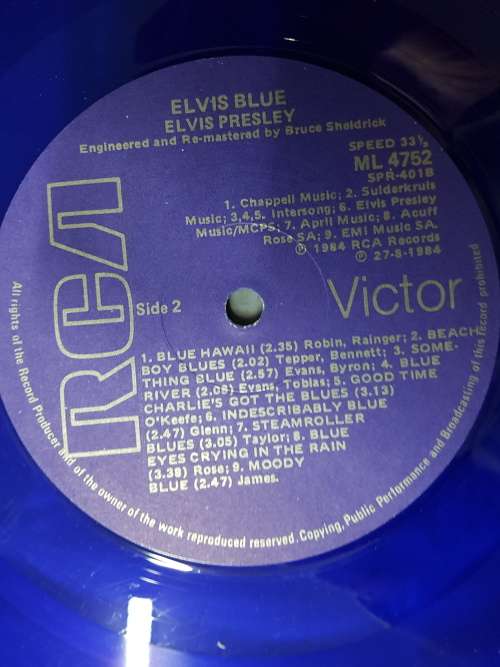 ELVIS BLUE
ELVIS PRESLEY
Engineered and Re-mastered by Bruce Sheldrick
SPEED 33⅓
ML 4752
SPR-401B
1. Chappell Music; 2. Suiderkruis
Music; 3,4,5. Intersong; 6. Elvis Presley
Music/MCPS; 7. April Music; 8. Acuff
Rose SA; 9. EMI Music SA.
℗ 1984 RCA Records
℗ 27-8-1984
RCA
Side 2
Victor
1. BLUE HAWAII (2.35) Robin, Rainger; 2. BEACH
BOY BLUES (2.02) Tepper, Bennett; 3. SOME-
THING BLUE (2.57) Evans, Byron; 4. BLUE
RIVER (2.08) Evans, Tobias; 5. GOOD TIME
CHARLIE'S GOT THE BLUES (3.13)
O'Keefe; 6. INDESCRIBABLY BLUE
(2.47) Glenn; 7. STEAMROLLER
BLUES (3.05) Taylor; 8. BLUE
EYES CRYING IN THE RAIN
(3.38) Rose; 9. MOODY
BLUE (2.47) James.
All rights of the Record Producer and of the owner of the work reproduced reserved. Copying, Public Performance and Broadcasting of this record prohibited